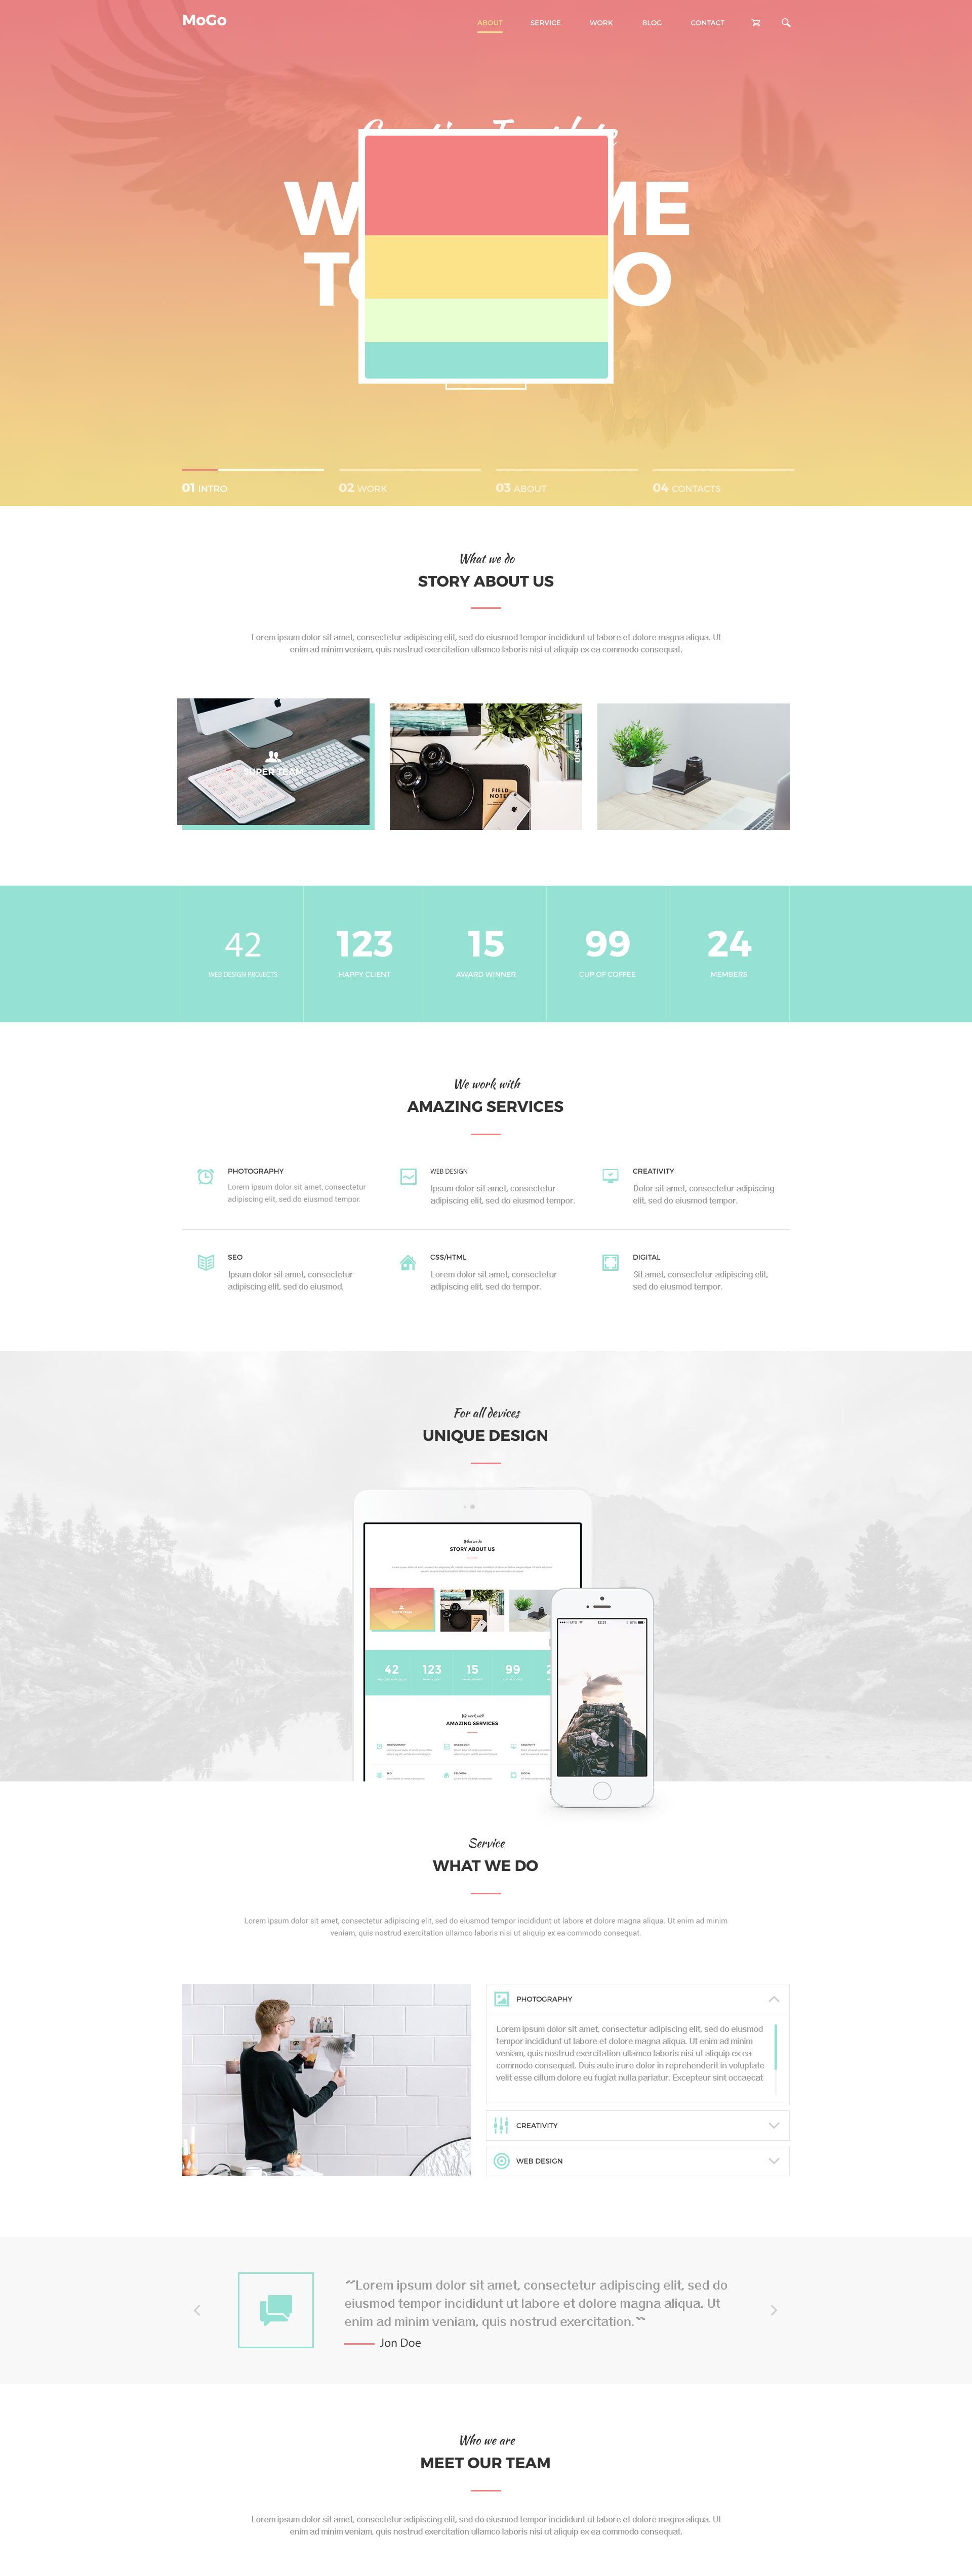 MoGo
ABOUT SERVICE WORK BLOG CONTACT
01 INTRO 02 WORK 03 ABOUT 04 CONTACTS
What we do
STORY ABOUT US
Lorem ipsum dolor sit amet, consectetur adipiscing elit, sed do eiusmod tempor incididunt ut labore et dolore magna aliqua. Ut
enim ad minim veniam, quis nostrud exercitation ullamco laboris nisi ut aliquip ex ea commodo consequat.
SUPER TEAM
FIELD
NOTES
42 123 15 99 24
WEB DESIGN PROJECTS HAPPY CLIENT AWARD WINNER CUP OF COFFEE MEMBERS
We work with
AMAZING SERVICES
PHOTOGRAPHY
Lorem ipsum dolor sit amet, consectetur
adipiscing elit, sed do eiusmod tempor.
WEB DESIGN
Ipsum dolor sit amet, consectetur
adipiscing elit, sed do eiusmod tempor.
CREATIVITY
Dolor sit amet, consectetur adipiscing
elit, sed do eiusmod tempor.
SEO
Ipsum dolor sit amet, consectetur
adipiscing elit, sed do eiusmod.
CSS/HTML
Lorem dolor sit amet, consectetur
adipiscing elit, sed do tempor.
DIGITAL
Sit amet, consectetur adipiscing elit,
sed do eiusmod tempor.
For all devices
UNIQUE DESIGN
What we do
STORY ABOUT US
42 123 15 99
We work with
AMAZING SERVICES
12:21
Service
WHAT WE DO
Lorem ipsum dolor sit amet, consectetur adipiscing elit, sed do eiusmod tempor incididunt ut labore et dolore magna aliqua. Ut enim ad minim
veniam, quis nostrud exercitation ullamco laboris nisi ut aliquip ex ea commodo consequat.
PHOTOGRAPHY
Lorem ipsum dolor sit amet, consectetur adipiscing elit, sed do eiusmod
tempor incididunt ut labore et dolore magna aliqua. Ut enim ad minim
veniam, quis nostrud exercitation ullamco laboris nisi ut aliquip ex ea
commodo consequat. Duis aute irure dolor in reprehenderit in voluptate
velit esse cillum dolore eu fugiat nulla pariatur. Excepteur sint occaecat
CREATIVITY
WEB DESIGN
“Lorem ipsum dolor sit amet, consectetur adipiscing elit, sed do
eiusmod tempor incididunt ut labore et dolore magna aliqua. Ut
enim ad minim veniam, quis nostrud exercitation.”
Jon Doe
Who we are
MEET OUR TEAM
Lorem ipsum dolor sit amet, consectetur adipiscing elit, sed do eiusmod tempor incididunt ut labore et dolore magna aliqua. Ut
enim ad minim veniam, quis nostrud exercitation ullamco laboris nisi ut aliquip ex ea commodo consequat.